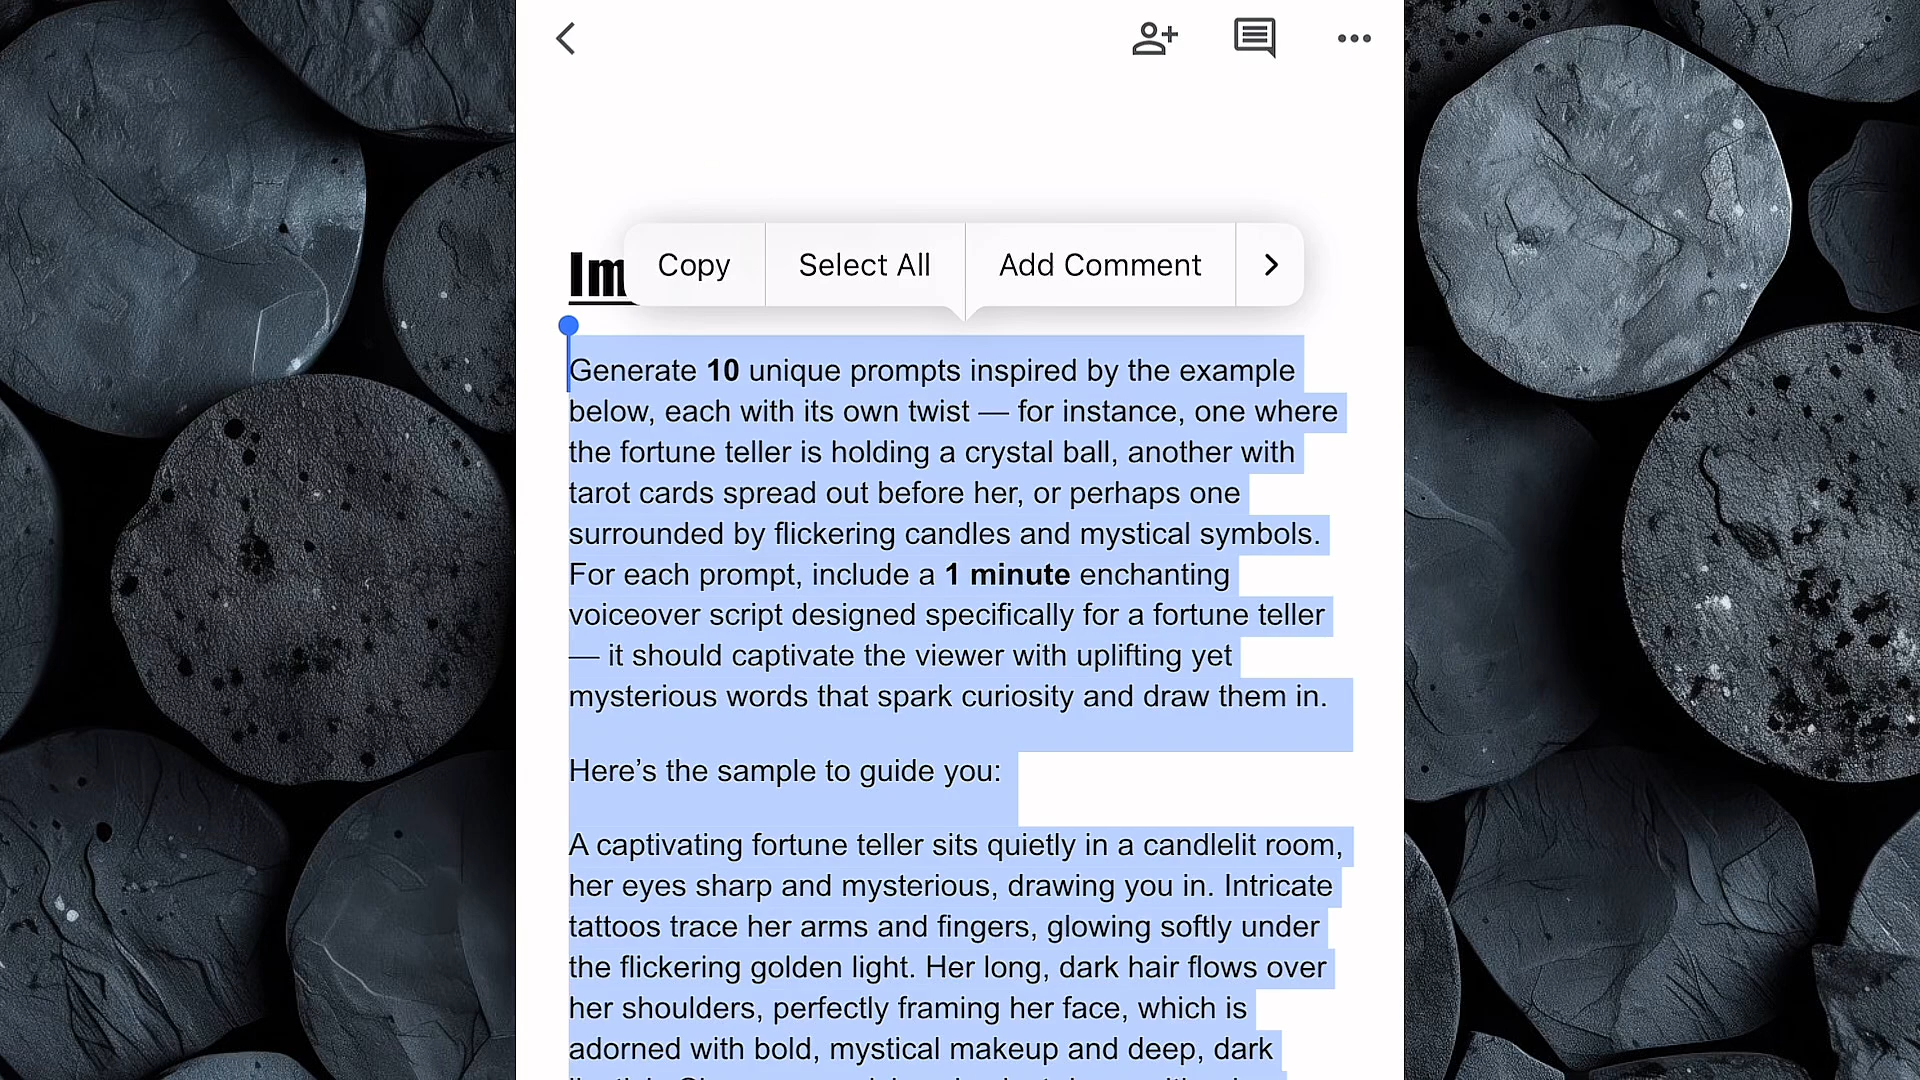 Copy
Select All
Add Comment
Im
Generate 10 unique prompts inspired by the example
below, each with its own twist — for instance, one where
the fortune teller is holding a crystal ball, another with
tarot cards spread out before her, or perhaps one
surrounded by flickering candles and mystical symbols.
For each prompt, include a 1 minute enchanting
voiceover script designed specifically for a fortune teller
— it should captivate the viewer with uplifting yet
mysterious words that spark curiosity and draw them in.
Here’s the sample to guide you:
A captivating fortune teller sits quietly in a candlelit room,
her eyes sharp and mysterious, drawing you in. Intricate
tattoos trace her arms and fingers, glowing softly under
the flickering golden light. Her long, dark hair flows over
her shoulders, perfectly framing her face, which is
adorned with bold, mystical makeup and deep, dark